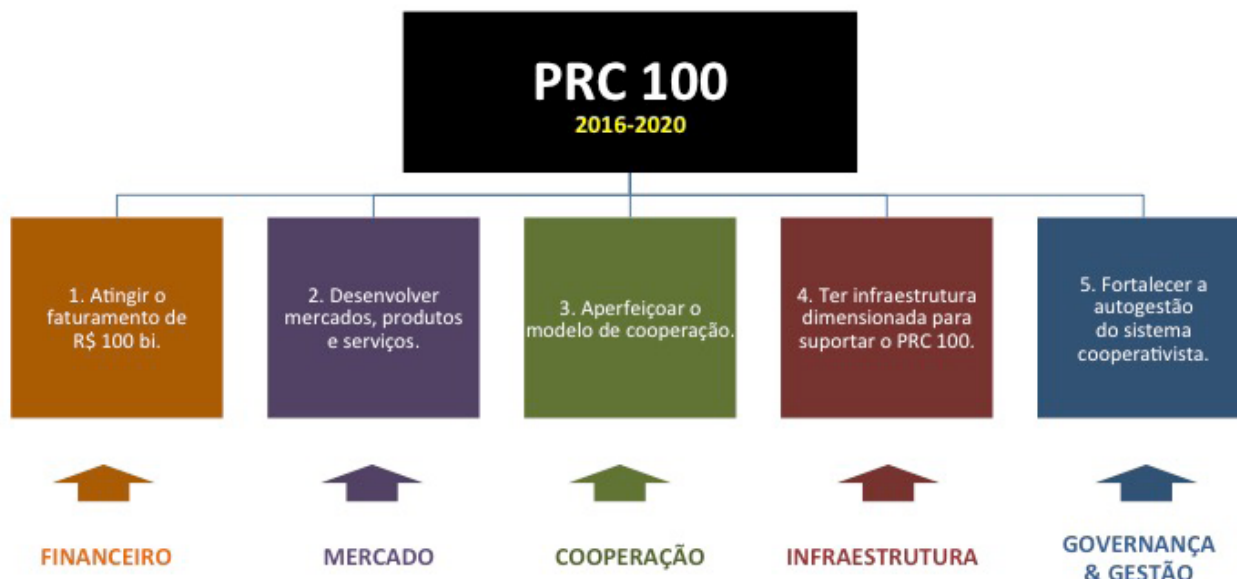 PRC 100
2016-2020
1. Atingir o
faturamento de
R$ 100 bi.
2. Desenvolver
mercados, produtos
e serviços.
3. Aperfeiçoar o
modelo de cooperação.
4. Ter infraestrutura
dimensionada para
suportar o PRC 100.
5. Fortalecer a
autogestão
do sistema
cooperativista.
FINANCEIRO
MERCADO
COOPERAÇÃO
INFRAESTRUTURA
GOVERNANÇA
& GESTÃO